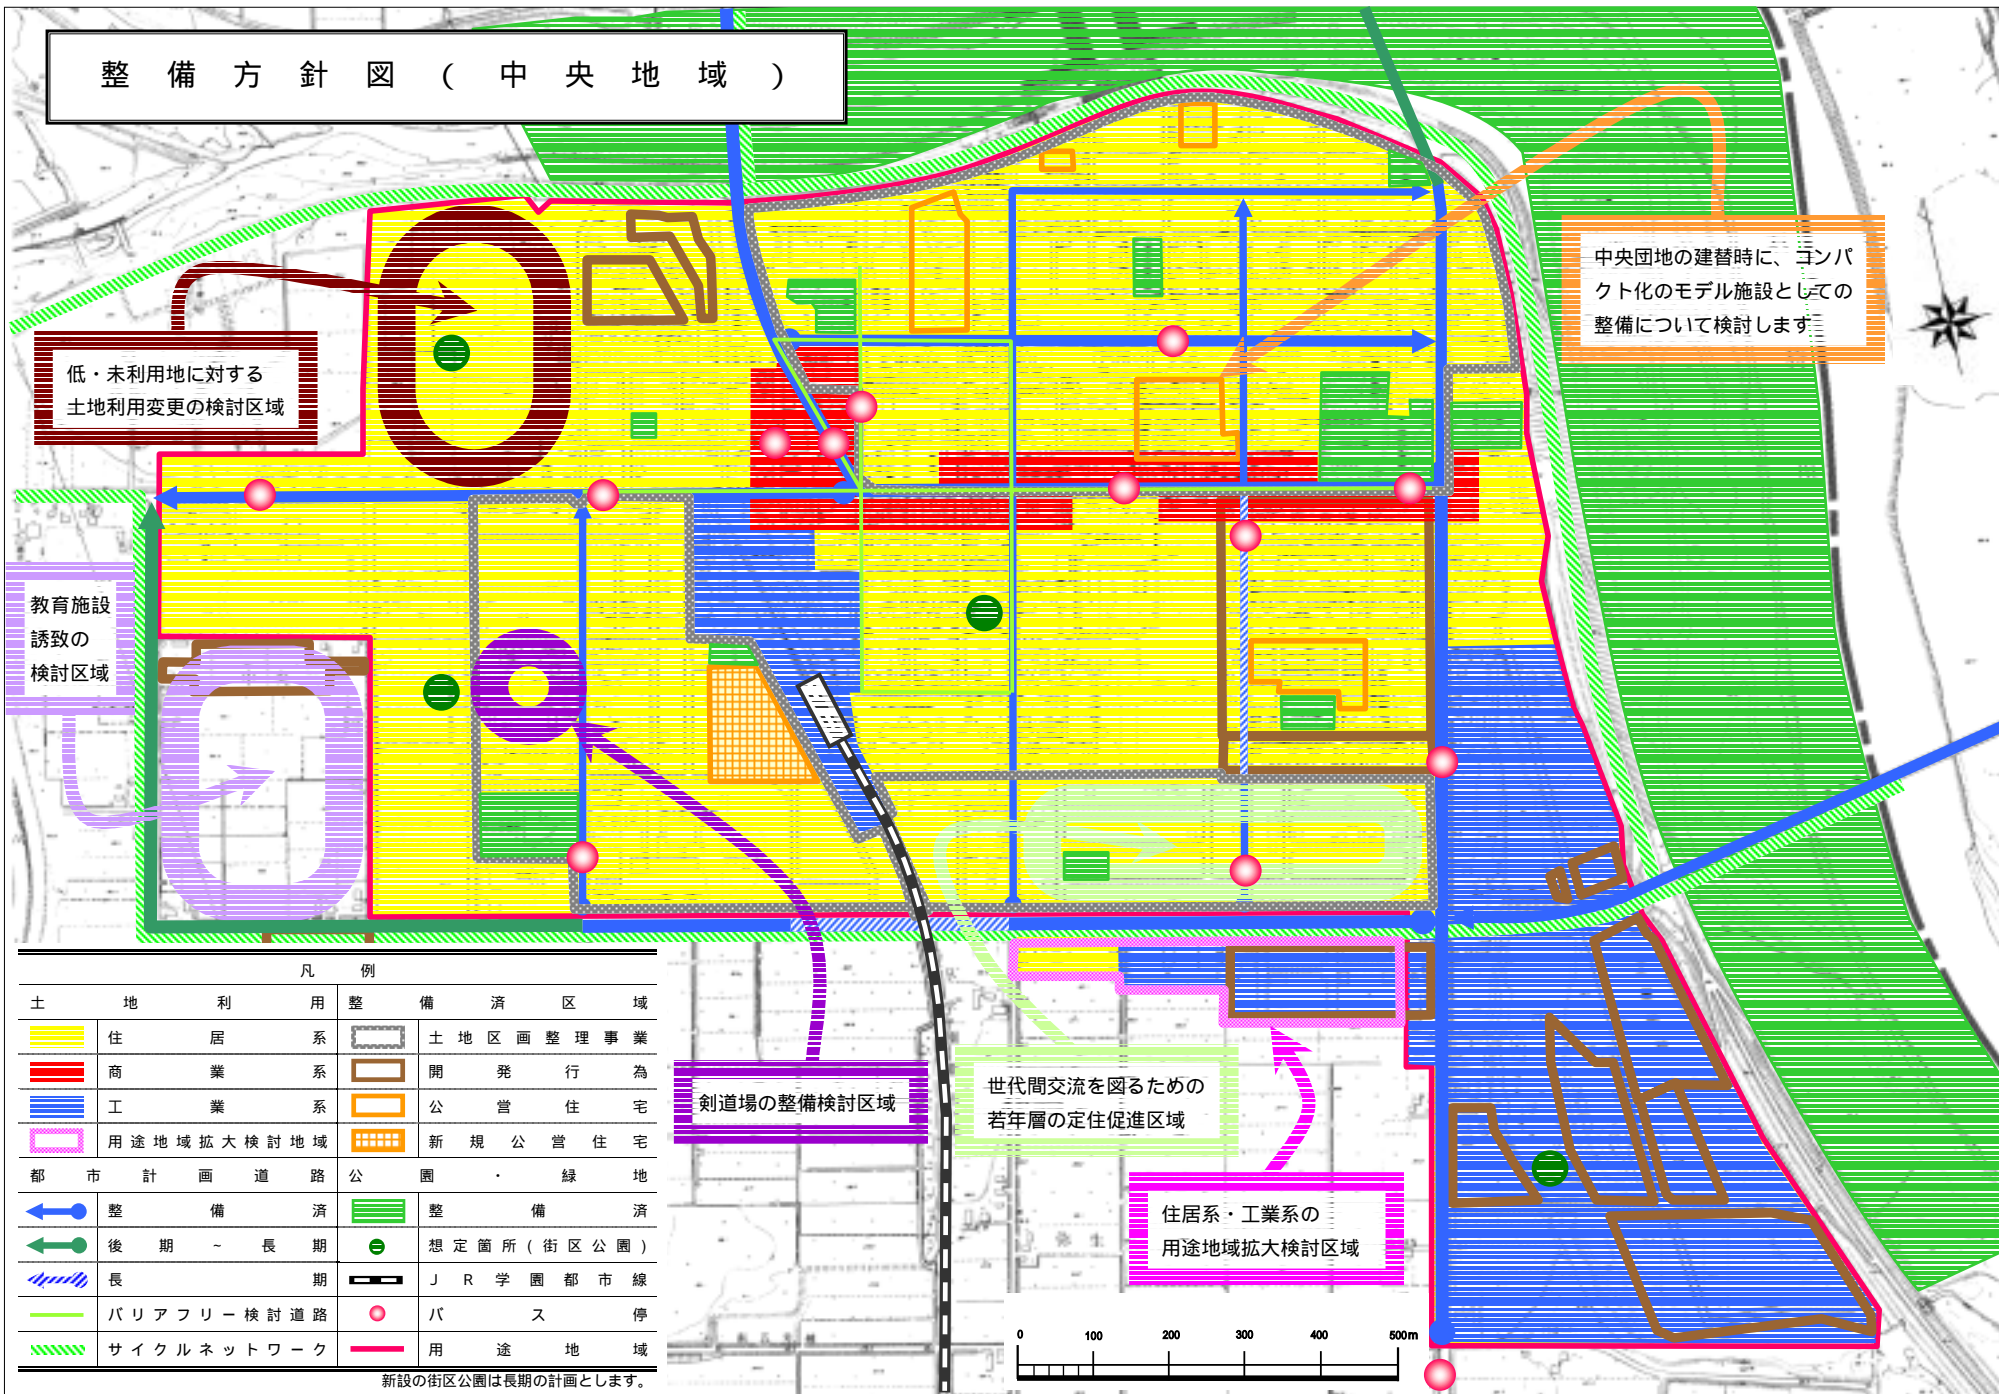 整備方針図(中央地域)
中央団地の建替時に、コンパ
クト化のモデル施設としての
整備について検討します
低・未利用地に対する
土地利用変更の検討区域
教育施設
誘致の
検討区域
剣道場の整備検討区域
世代間交流を図るための
若年層の定住促進区域
住居系・工業系の
用途地域拡大検討区域
凡例
土地利用 整備済区域
住居系 土地区画整理事業
商業系 開発行為
工業系 公営住宅
用途地域拡大検討地域 新規公営住宅
都市計画道路 公園・緑地
整備済 整備済
後期~長期 想定箇所(街区公園)
長期 JR学園都市線
バリアフリー検討道路 バス停
サイクルネットワーク 用途地域
新設の街区公園は長期の計画とします。
0 100 200 300 400 500m